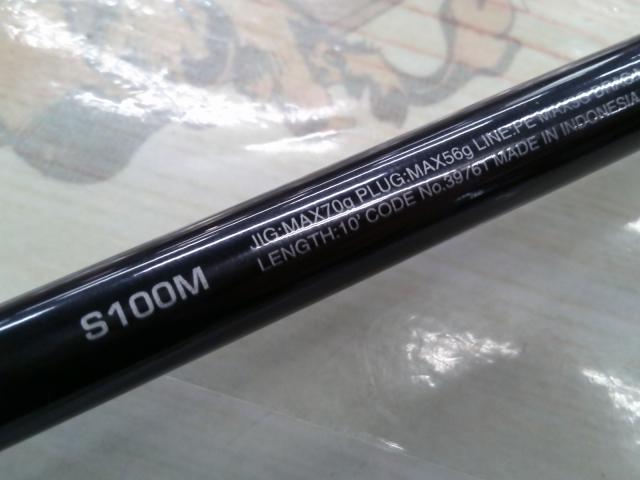 S100M
JIG:MAX70g PLUG:MAX56g LINE:PE
LENGTH:10' CODE No.39761 MADE IN INDONESIA